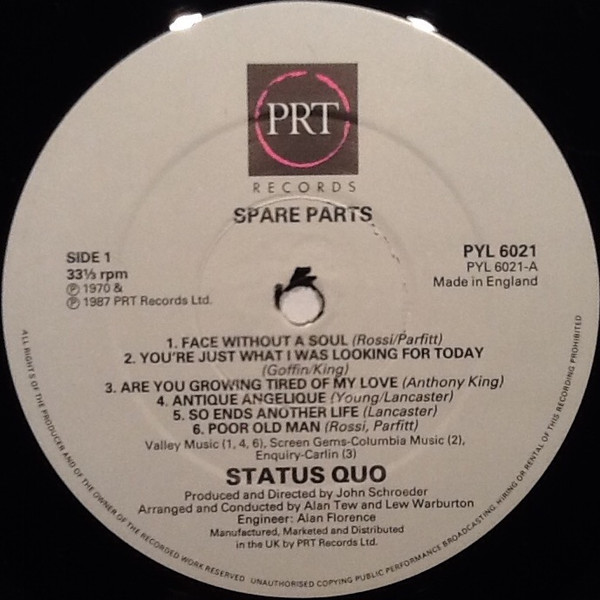 PRT
RECORDS
SPARE PARTS
SIDE 1
33⅓ rpm
Ⓟ 1970 &
Ⓟ 1987 PRT Records Ltd.
PYL 6021
PYL 6021-A
Made in England
1. FACE WITHOUT A SOUL (Rossi/Parfitt)
2. YOU'RE JUST WHAT I WAS LOOKING FOR TODAY
(Goffin/King)
3. ARE YOU GROWING TIRED OF MY LOVE (Anthony King)
4. ANTIQUE ANGELIQUE (Young/Lancaster)
5. SO ENDS ANOTHER LIFE (Lancaster)
6. POOR OLD MAN (Rossi, Parfitt)
Valley Music (1, 4, 6), Screen Gems-Columbia Music (2),
Enquiry-Carlin (3)
STATUS QUO
Produced and Directed by John Schroeder
Arranged and Conducted by Alan Tew and Lew Warburton
Engineer: Alan Florence
Manufactured, Marketed and Distributed
in the UK by PRT Records Ltd.
ALL RIGHTS OF THE PRODUCER AND OF THE OWNER OF THE RECORDED WORK RESERVED UNAUTHORISED COPYING PUBLIC PERFORMANCE BROADCASTING, HIRING OR RENTAL OF THIS RECORDING PROHIBITED